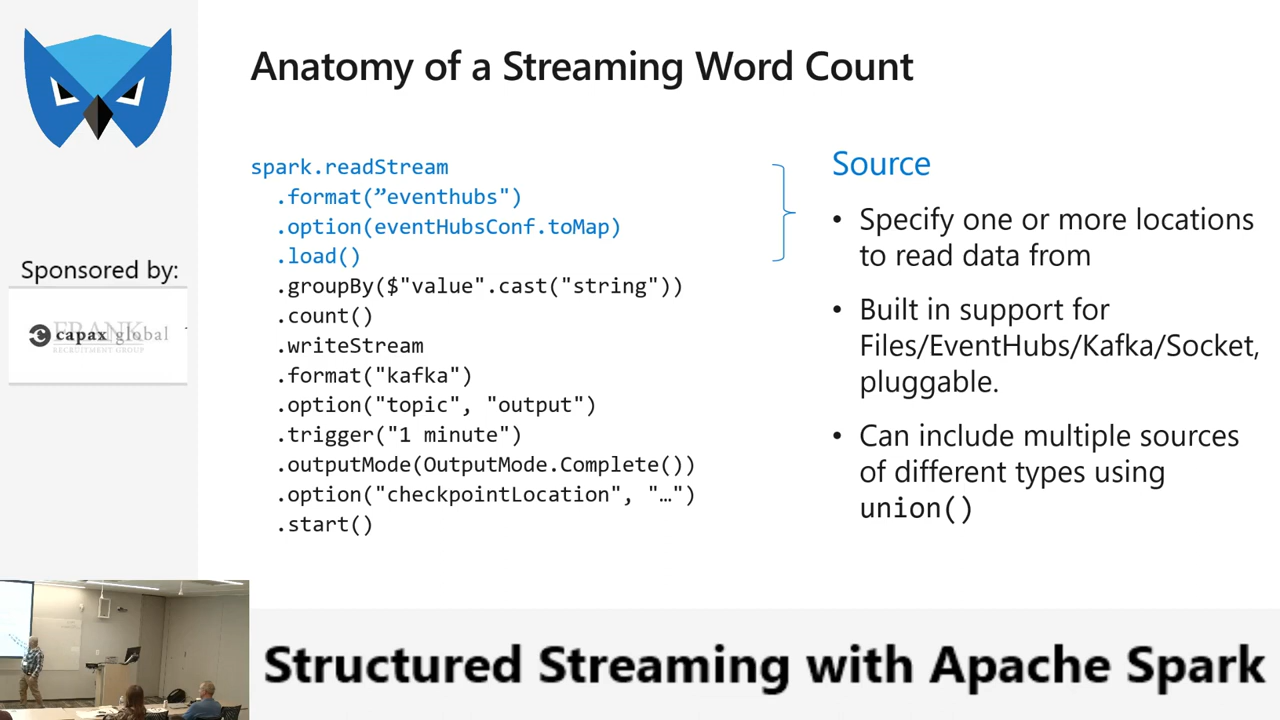 Anatomy of a Streaming Word Count
Sponsored by:
FRANK
RECRUITMENT GROUP
capax global
spark.readStream
.format(”eventhubs")
.option(eventHubsConf.toMap)
.load()
.groupBy($"value".cast("string"))
.count()
.writeStream
.format("kafka")
.option("topic", "output")
.trigger("1 minute")
.outputMode(OutputMode.Complete())
.option("checkpointLocation", "…")
.start()
Source
• Specify one or more locations
to read data from
• Built in support for
Files/EventHubs/Kafka/Socket,
pluggable.
• Can include multiple sources
of different types using
union()
Structured Streaming with Apache Spark